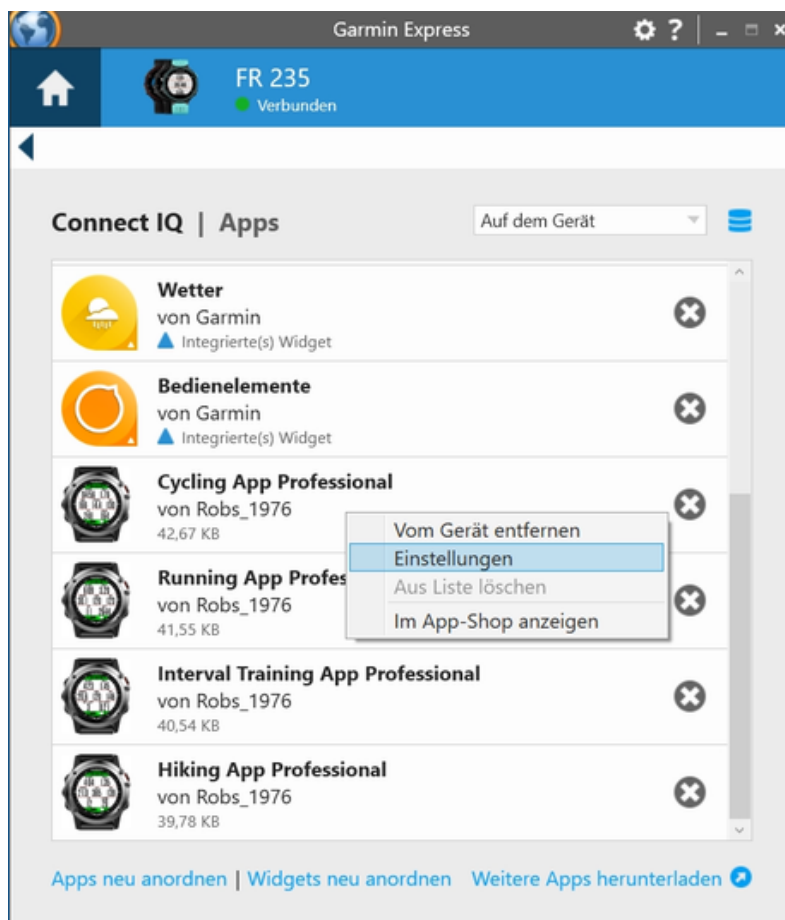 Garmin Express
FR 235
Verbunden
Connect IQ | Apps
Auf dem Gerät
Wetter
von Garmin
Integrierte(s) Widget
Bedienelemente
von Garmin
Integrierte(s) Widget
Cycling App Professional
von Robs_1976
42,67 KB
Vom Gerät entfernen
Einstellungen
Aus Liste löschen
Im App-Shop anzeigen
Running App Profes
von Robs_1976
41,55 KB
Interval Training App Professional
von Robs_1976
40,54 KB
Hiking App Professional
von Robs_1976
39,78 KB
Apps neu anordnen | Widgets neu anordnen Weitere Apps herunterladen